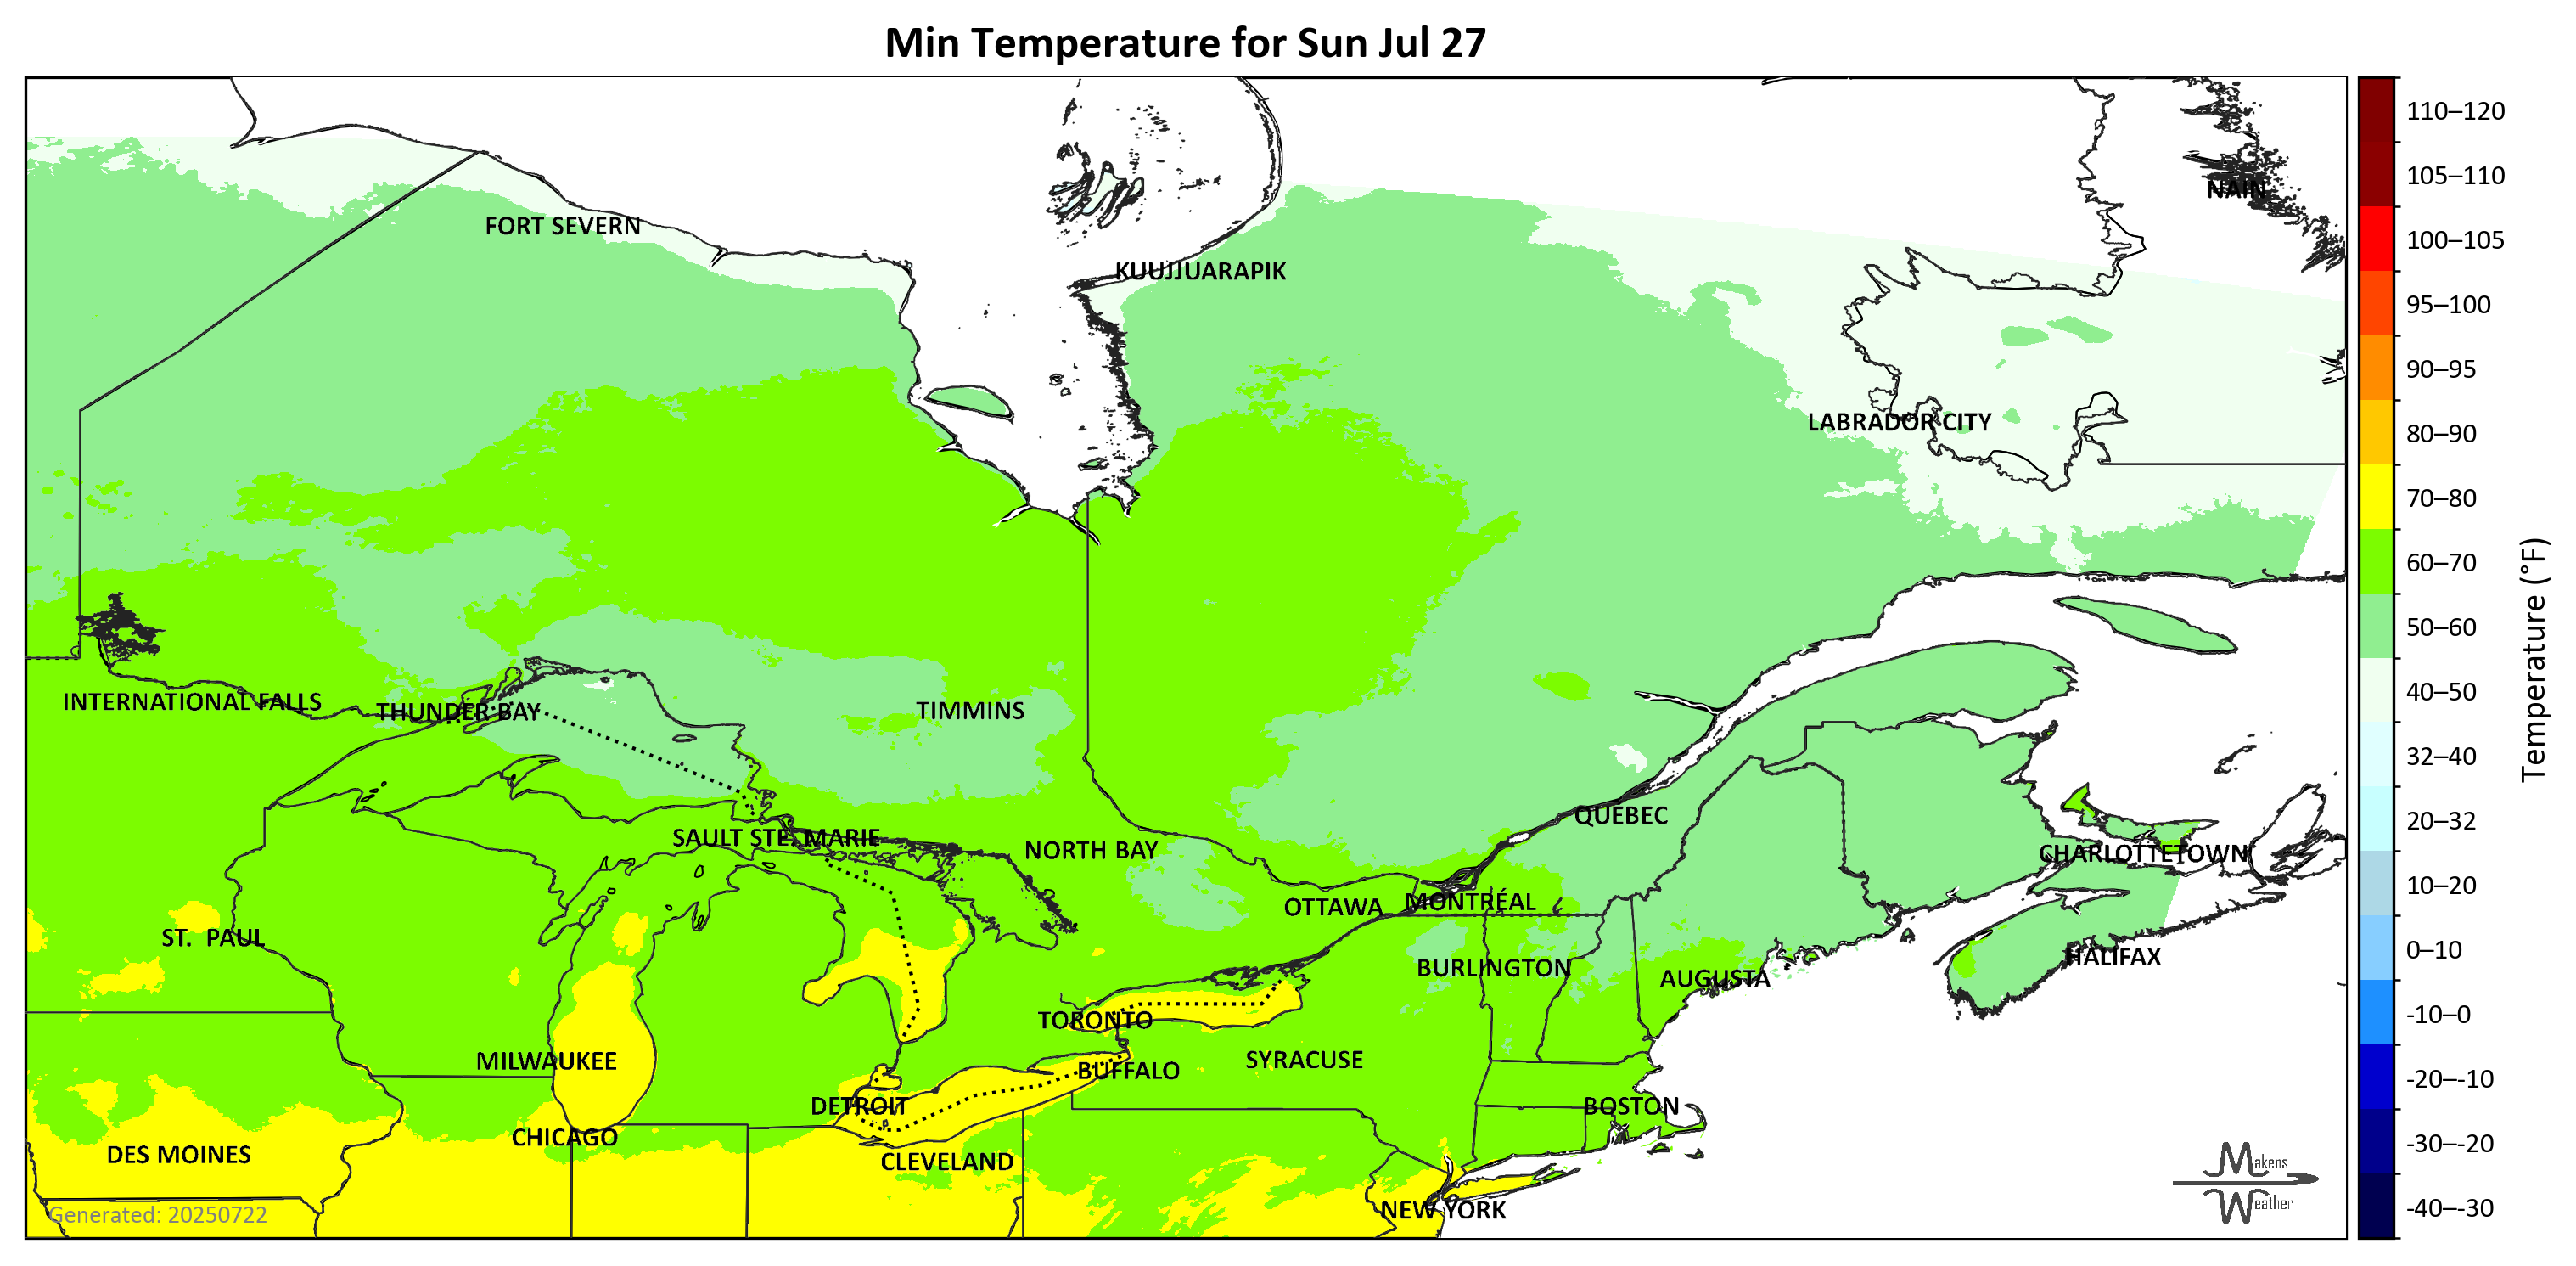 Min Temperature for Sun Jul 27
110–120
105–110
NAIN
FORT SEVERN
100–105
KUUJJUARAPIK
95–100
90–95
LABRADOR CITY
80–90
70–80
60–70
50–60
Temperature (°F)
INTERNATIONAL FALLS
THUNDER BAY
TIMMINS
40–50
32–40
QUÉBEC
20–32
SAULT STE. MARIE
NORTH BAY
CHARLOTTETOWN
10–20
OTTAWA
MONTRÉAL
ST. PAUL
0–10
BURLINGTON
AUGUSTA
HALIFAX
TORONTO
-10–0
MILWAUKEE
BUFFALO
SYRACUSE
-20–-10
DETROIT
BOSTON
CHICAGO
-30–-20
DES MOINES
CLEVELAND
Makens
Weather
Generated: 20250722
NEW YORK
-40–-30